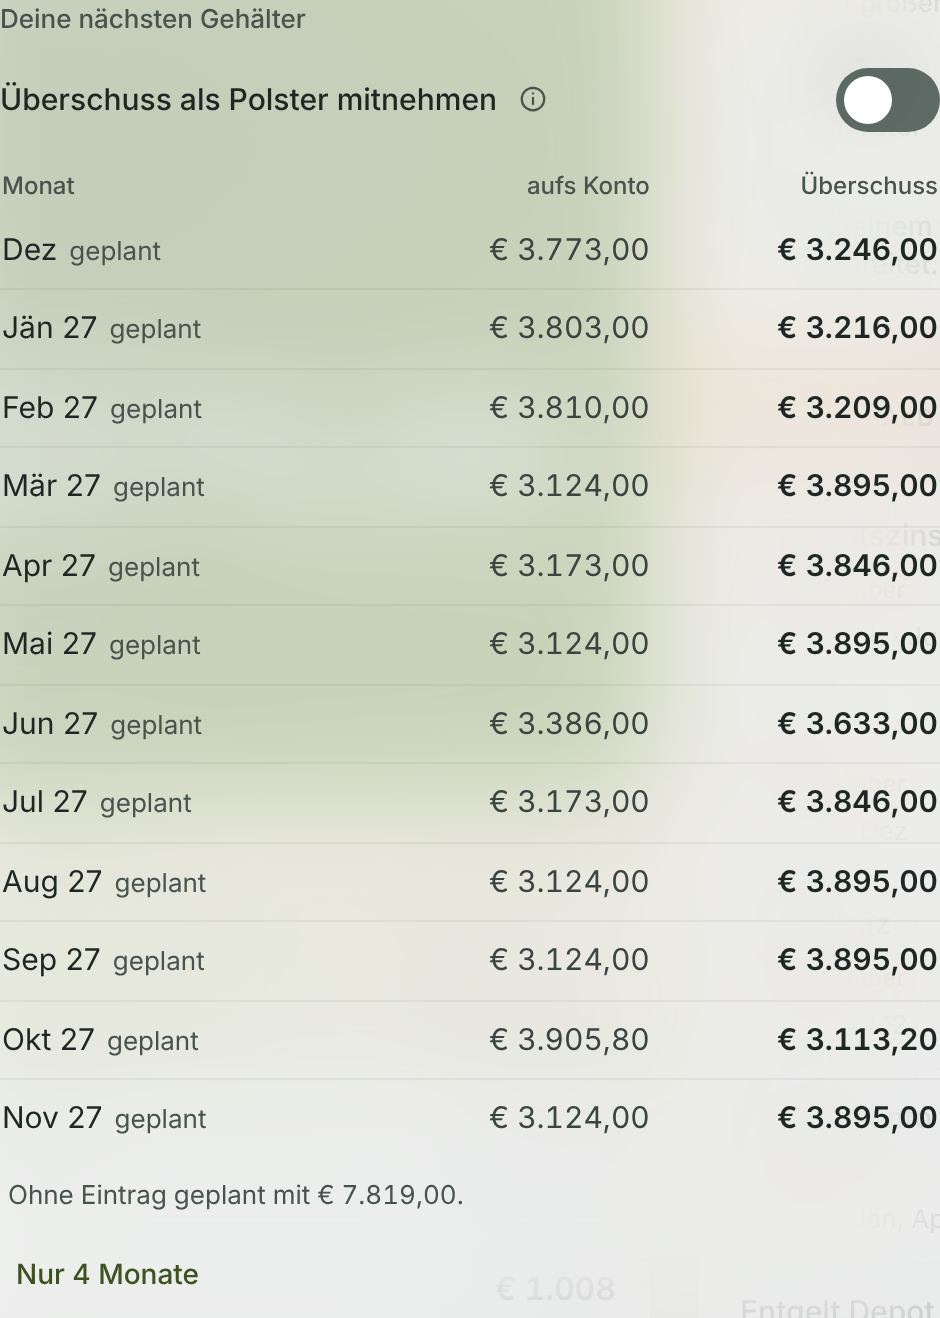 Deine nächsten Gehälter
Überschuss als Polster mitnehmen
Monat aufs Konto Überschuss
Dez geplant € 3.773,00 € 3.246,00
Jän 27 geplant € 3.803,00 € 3.216,00
Feb 27 geplant € 3.810,00 € 3.209,00
Mär 27 geplant € 3.124,00 € 3.895,00
Apr 27 geplant € 3.173,00 € 3.846,00
Mai 27 geplant € 3.124,00 € 3.895,00
Jun 27 geplant € 3.386,00 € 3.633,00
Jul 27 geplant € 3.173,00 € 3.846,00
Aug 27 geplant € 3.124,00 € 3.895,00
Sep 27 geplant € 3.124,00 € 3.895,00
Okt 27 geplant € 3.905,80 € 3.113,20
Nov 27 geplant € 3.124,00 € 3.895,00
Ohne Eintrag geplant mit € 7.819,00.
Nur 4 Monate
€ 1.008
Entgelt Depot